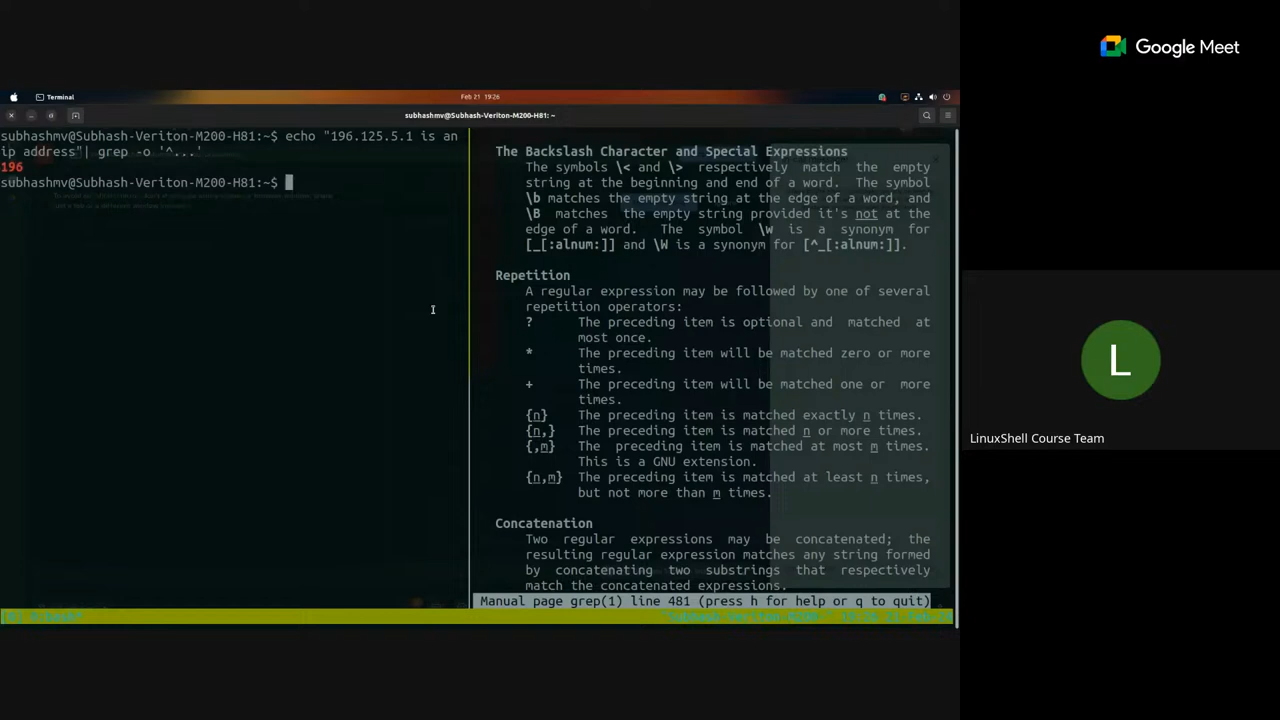 Google Meet
Terminal
Feb 21 19:26
subhashmv@Subhash-Veriton-M200-H81: ~
subhashmv@Subhash-Veriton-M200-H81:~$ echo "196.125.5.1 is an
ip address"| grep -o '^...'
196
subhashmv@Subhash-Veriton-M200-H81:~$
The Backslash Character and Special Expressions
The symbols \< and \> respectively match the empty
string at the beginning and end of a word. The symbol
\b matches the empty string at the edge of a word, and
\B matches the empty string provided it's not at the
edge of a word. The symbol \w is a synonym for
[_[:alnum:]] and \W is a synonym for [^_[:alnum:]].
Repetition
A regular expression may be followed by one of several
repetition operators:
? The preceding item is optional and matched at
most once.
* The preceding item will be matched zero or more
times.
+ The preceding item will be matched one or more
times.
{n} The preceding item is matched exactly n times.
{n,} The preceding item is matched n or more times.
{,m} The preceding item is matched at most m times.
This is a GNU extension.
{n,m} The preceding item is matched at least n times,
but not more than m times.
Concatenation
Two regular expressions may be concatenated; the
resulting regular expression matches any string formed
by concatenating two substrings that respectively
match the concatenated expressions.
Manual page grep(1) line 481 (press h for help or q to quit)
L
LinuxShell Course Team